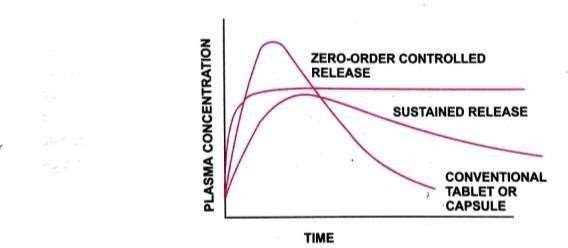 PLASMA CONCENTRATION
ZERO-ORDER CONTROLLED
RELEASE
SUSTAINED RELEASE
CONVENTIONAL
TABLET OR
CAPSULE
TIME